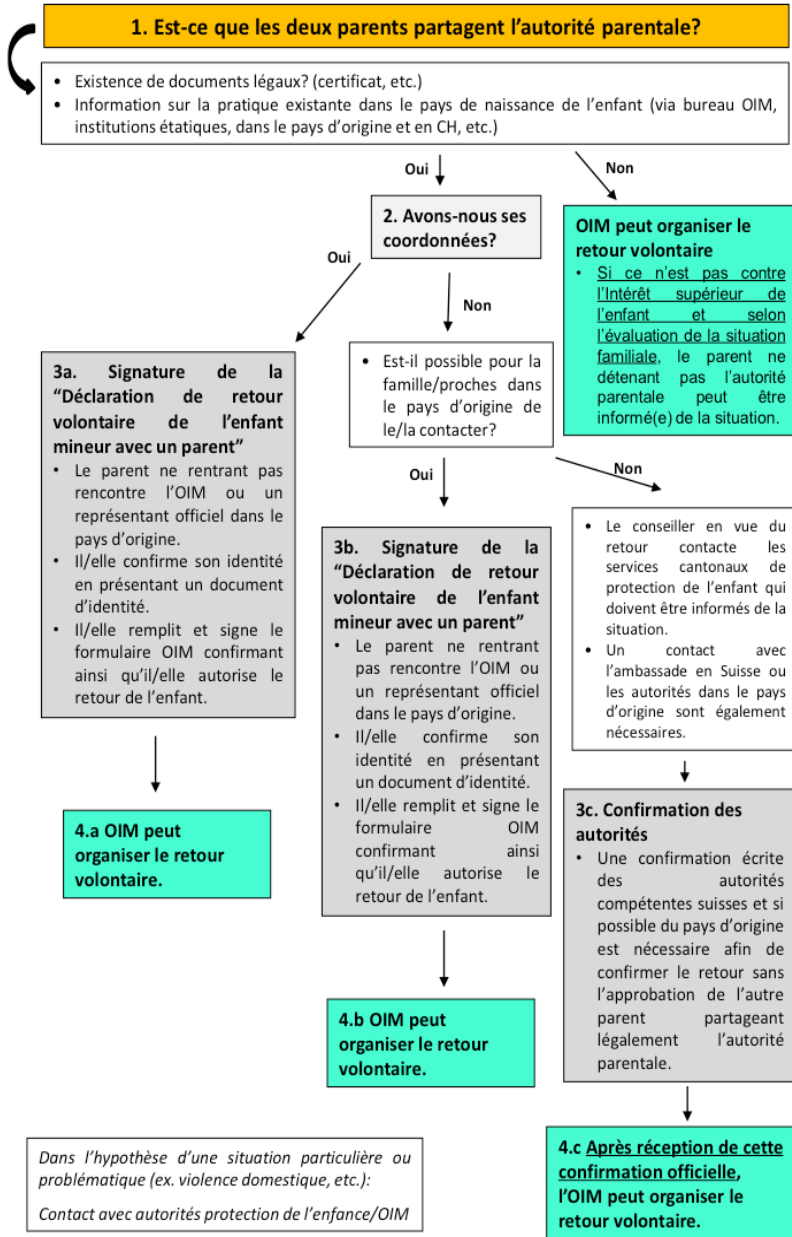 1. Est-ce que les deux parents partagent l’autorité parentale?
• Existence de documents légaux? (certificat, etc.)
• Information sur la pratique existante dans le pays de naissance de l’enfant (via bureau OIM,
institutions étatiques, dans le pays d’origine et en CH, etc.)
Oui
Non
2. Avons-nous ses
coordonnées?
OIM peut organiser le
retour volontaire
• Si ce n’est pas contre
l’Intérêt supérieur de
l’enfant et selon
l’évaluation de la situation
familiale, le parent ne
détenant pas l’autorité
parentale peut être
informé(e) de la situation.
Oui
Non
3a. Signature de la
“Déclaration de retour
volontaire de l’enfant
mineur avec un parent”
• Le parent ne rentrant pas
rencontre l’OIM ou un
représentant officiel dans le
pays d’origine.
• Il/elle confirme son identité
en présentant un document
d’identité.
• Il/elle remplit et signe le
formulaire OIM confirmant
ainsi qu’il/elle autorise le
retour de l’enfant.
• Est-il possible pour la
famille/proches dans
le pays d’origine de
le/la contacter?
Oui
Non
3b. Signature de la
“Déclaration de retour
volontaire de l’enfant
mineur avec un parent”
• Le parent ne rentrant
pas rencontre l’OIM ou
un représentant officiel
dans le pays d’origine.
• Il/elle confirme son
identité en présentant
un document d’identité.
• Il/elle remplit et signe le
formulaire OIM
confirmant ainsi
qu’il/elle autorise le
retour de l’enfant.
• Le conseiller en vue du
retour contacte les
services cantonaux de
protection de l’enfant qui
doivent être informés de la
situation.
• Un contact avec
l’ambassade en Suisse ou
les autorités dans le pays
d’origine sont également
nécessaires.
4.a OIM peut
organiser le retour
volontaire.
3c. Confirmation des
autorités
• Une confirmation écrite
des autorités
compétentes suisses et si
possible du pays d’origine
est nécessaire afin de
confirmer le retour sans
l’approbation de l’autre
parent partageant
légalement l’autorité
parentale.
4.b OIM peut
organiser le retour
volontaire.
4.c Après réception de cette
confirmation officielle,
l’OIM peut organiser le
retour volontaire.
Dans l’hypothèse d’une situation particulière ou
problématique (ex. violence domestique, etc.):
Contact avec autorités protection de l’enfance/OIM